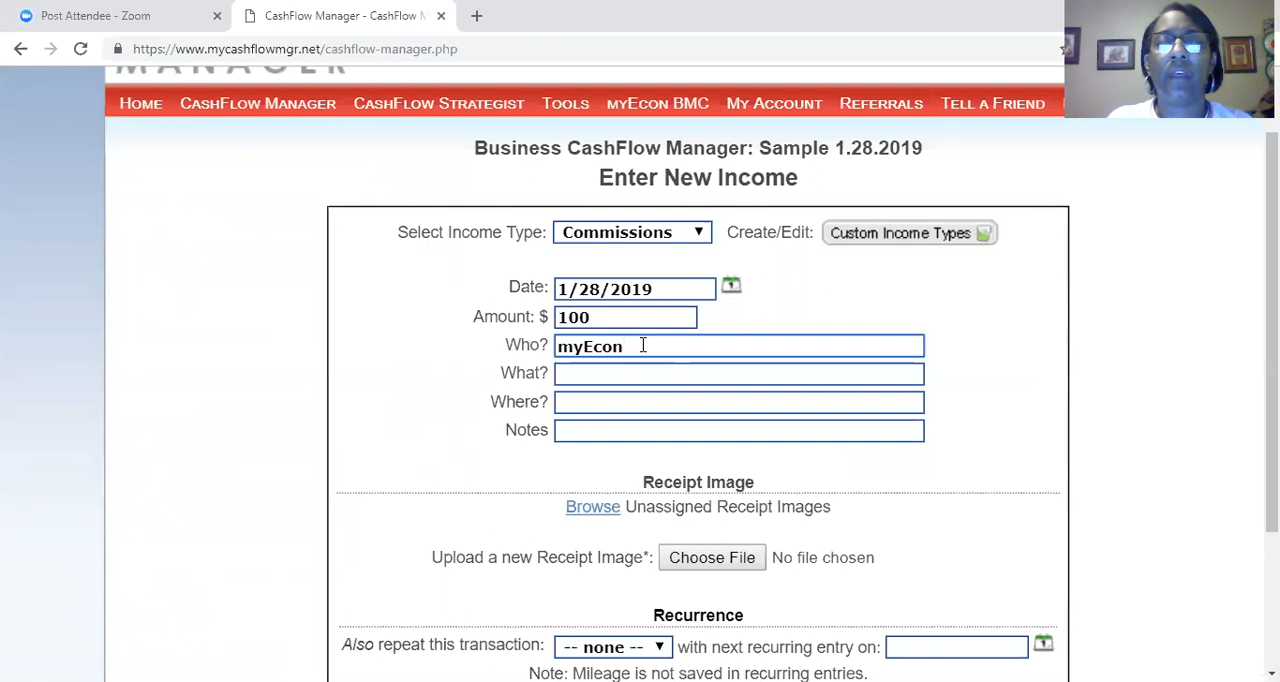 Post Attendee - Zoom
CashFlow Manager - CashFlow M
https://www.mycashflowmgr.net/cashflow-manager.php
MANAGER
HOME CASHFLOW MANAGER CASHFLOW STRATEGIST TOOLS MYECON BMC MY ACCOUNT REFERRALS TELL A FRIEND
Business CashFlow Manager: Sample 1.28.2019
Enter New Income
Select Income Type: Commissions Create/Edit: Custom Income Types
Date: 1/28/2019
Amount: $ 100
Who? myEcon
What?
Where?
Notes
Receipt Image
Browse Unassigned Receipt Images
Upload a new Receipt Image*: Choose File No file chosen
Recurrence
Also repeat this transaction: -- none -- with next recurring entry on:
Note: Mileage is not saved in recurring entries.